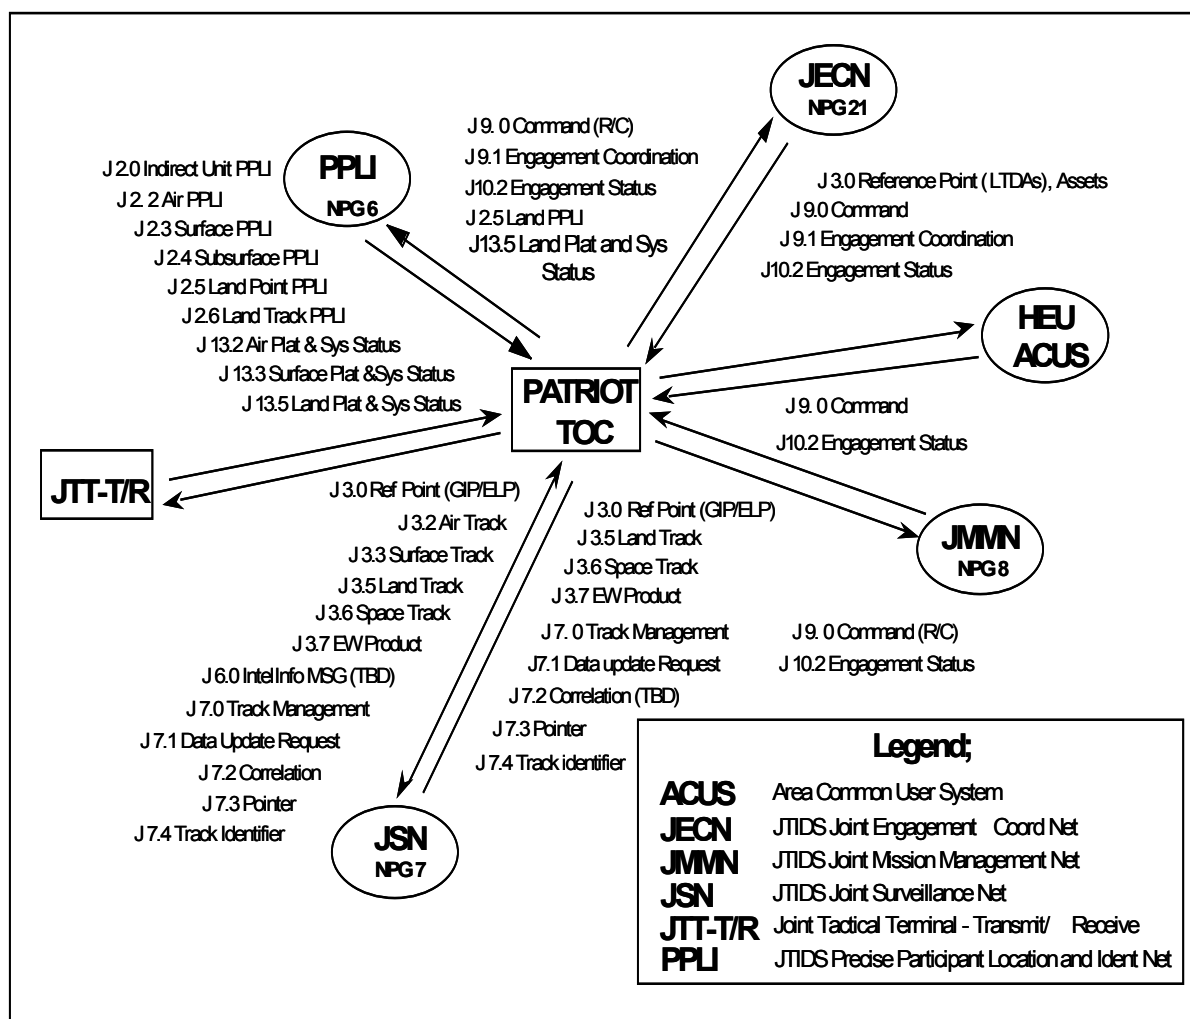 JECN
NPG 21
J 9. 0 Command (R/C)
J 9.1 Engagement Coordination
J10.2 Engagement Status
J 2.5 Land PPLI
J13.5 Land Plat and Sys
Status
PPLI
NPG 6
J 2.0 Indirect Unit PPLI
J 2. 2 Air PPLI
J 2.3 Surface PPLI
J 2.4 Subsurface PPLI
J 2.5 Land Point PPLI
J 2.6 Land Track PPLI
J 13.2 Air Plat & Sys Status
J 13.3 Surface Plat &Sys Status
J 13.5 Land Plat & Sys Status
J 3.0 Reference Point ( LTDAs), Assets
J 9.0 Command
J 9.1 Engagement Coordination
J10.2 Engagement Status
HEU
ACUS
PATRIOT
TOC
J 9. 0 Command
J10.2 Engagement Status
JTT-T/R
J 3.0 Ref Point (GIP/ELP)
J 3.2 Air Track
J 3.3 Surface Track
J 3.5 Land Track
J 3.6 Space Track
J 3.7 EW Product
J 6.0 Intel Info MSG (TBD)
J 7.0 Track Management
J 7.1 Data Update Request
J 7.2 Correlation
J 7.3 Pointer
J 7.4 Track Identifier
J 3.0 Ref Point (GIP/ELP)
J 3.5 Land Track
J 3.6 Space Track
J 3.7 EW Product
J 7. 0 Track Management
J7.1 Data update Request
J 7.2 Correlation (TBD)
J 7.3 Pointer
J 7.4 Track identifier
JMMN
NPG 8
J 9. 0 Command (R/C)
J 10.2 Engagement Status
JSN
NPG 7
Legend;
ACUS Area Common User System
JECN JTIDS Joint Engagement Coord Net
JMMN JTIDS Joint Mission Management Net
JSN JTIDS Joint Surveillance Net
JTT-T/R Joint Tactical Terminal - Transmit/ Receive
PPLI JTIDS Precise Participant Location and Ident Net